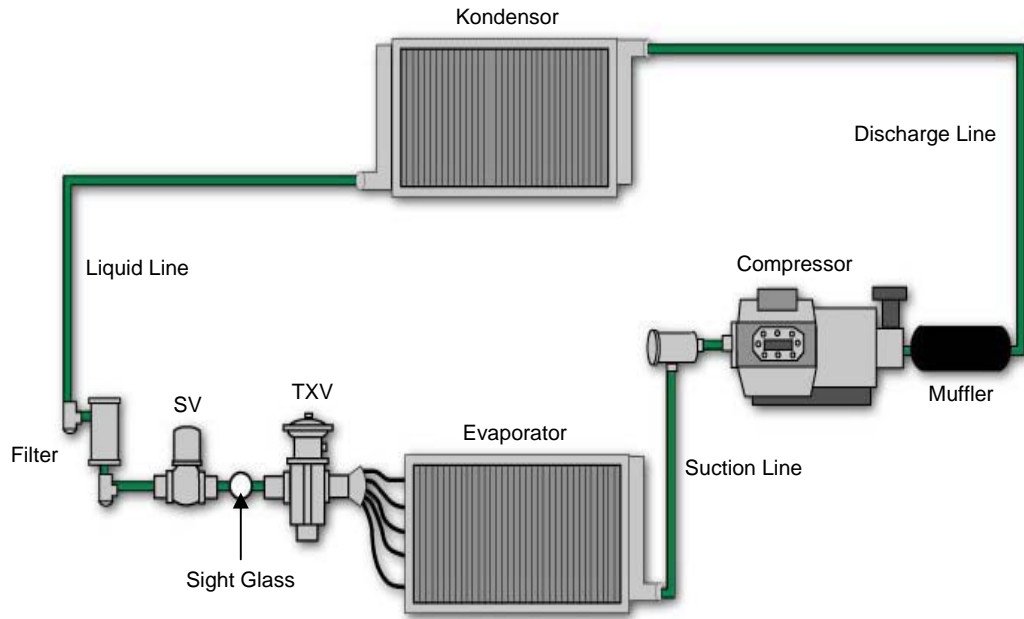 Kondensor
Discharge Line
Liquid Line
Compressor
SV
TXV
Muffler
Evaporator
Filter
Suction Line
Sight Glass